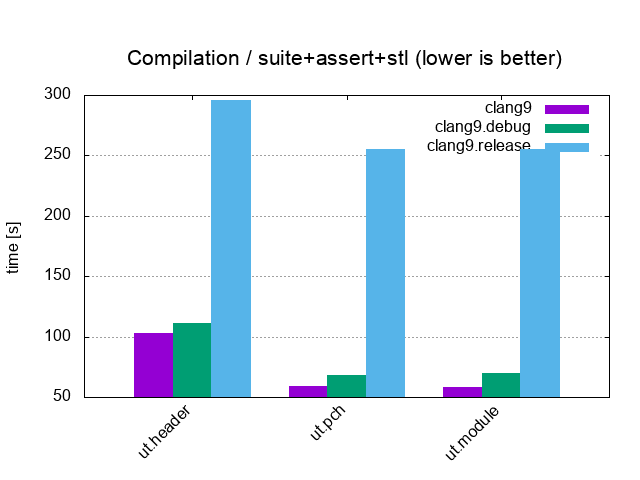 Compilation / suite+assert+stl (lower is better)
300
250
200
150
100
50
time [s]
clang9
clang9.debug
clang9.release
ut.header
ut.pch
ut.module